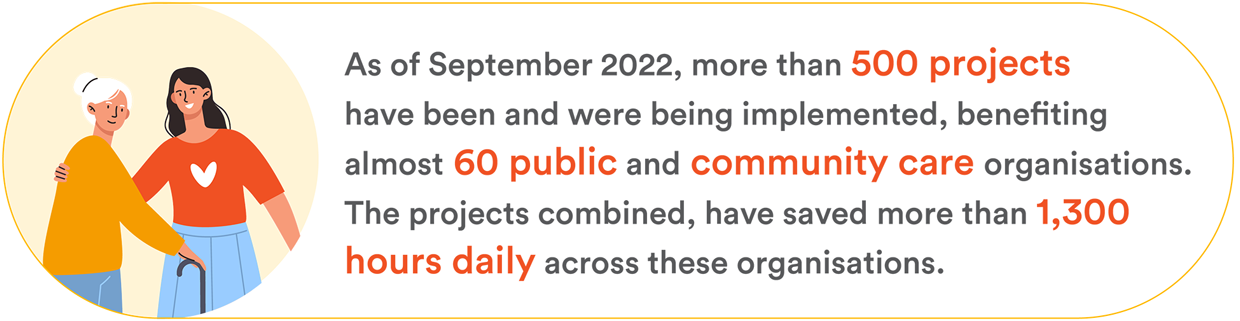 As of September 2022, more than 500 projects
have been and were being implemented, benefiting
almost 60 public and community care organisations.
The projects combined, have saved more than 1,300
hours daily across these organisations.